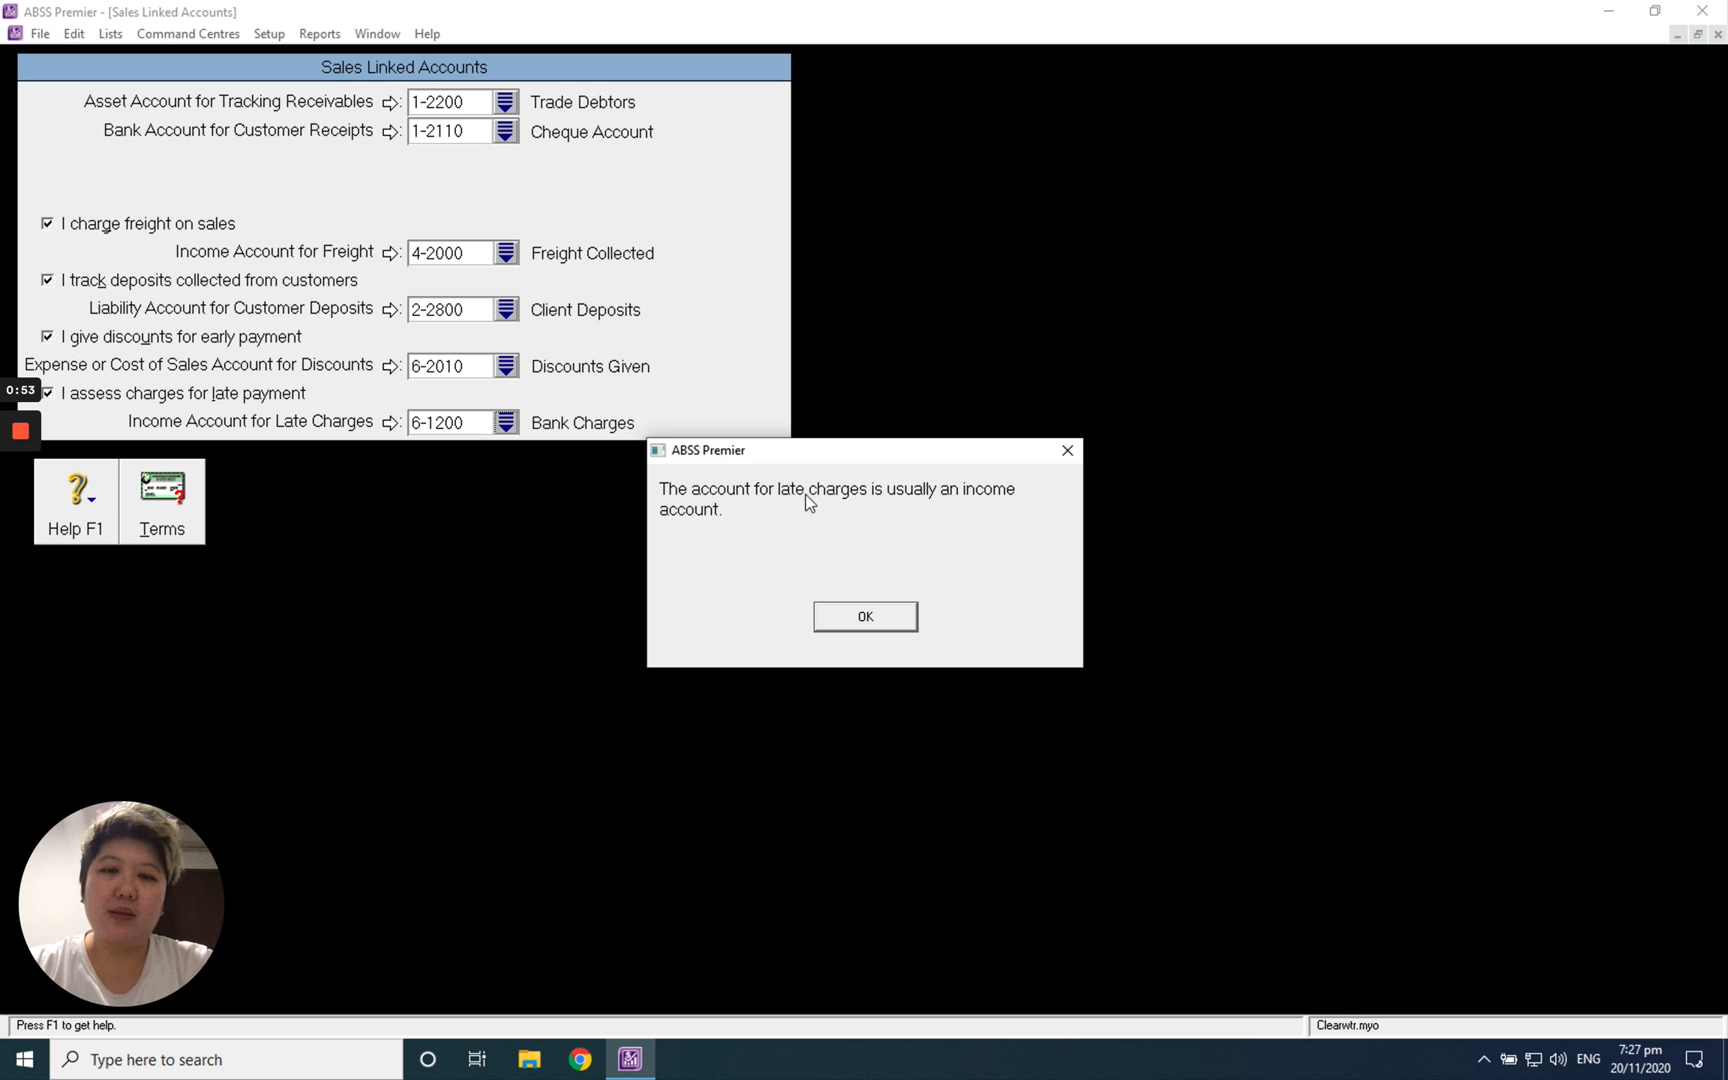 ABSS Premier - [Sales Linked Accounts]
File Edit Lists Command Centres Setup Reports Window Help
Sales Linked Accounts
Asset Account for Tracking Receivables : 1-2200 Trade Debtors
Bank Account for Customer Receipts : 1-2110 Cheque Account
I charge freight on sales
Income Account for Freight : 4-2000 Freight Collected
I track deposits collected from customers
Liability Account for Customer Deposits : 2-2800 Client Deposits
I give discounts for early payment
Expense or Cost of Sales Account for Discounts : 6-2010 Discounts Given
0:53
I assess charges for late payment
Income Account for Late Charges : 6-1200 Bank Charges
ABSS Premier
The account for late charges is usually an income
account.
OK
Help F1 Terms
Press F1 to get help. Clearwtr.myo
Type here to search
ENG
7:27 pm
20/11/2020